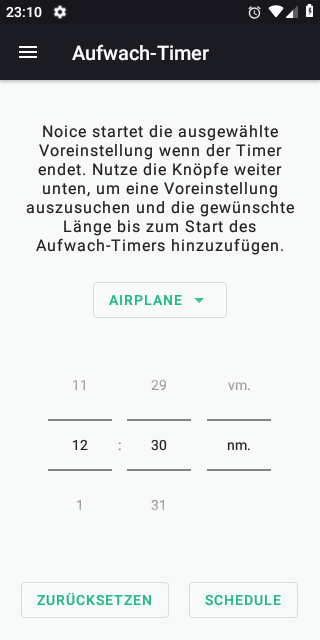 23:10
Aufwach-Timer
Noice startet die ausgewählte
Voreinstellung wenn der Timer
endet. Nutze die Knöpfe weiter
unten, um eine Voreinstellung
auszusuchen und die gewünschte
Länge bis zum Start des
Aufwach-Timers hinzuzufügen.
AIRPLANE
11 29 vm.
12 : 30 nm.
1 31
ZURÜCKSETZEN SCHEDULE